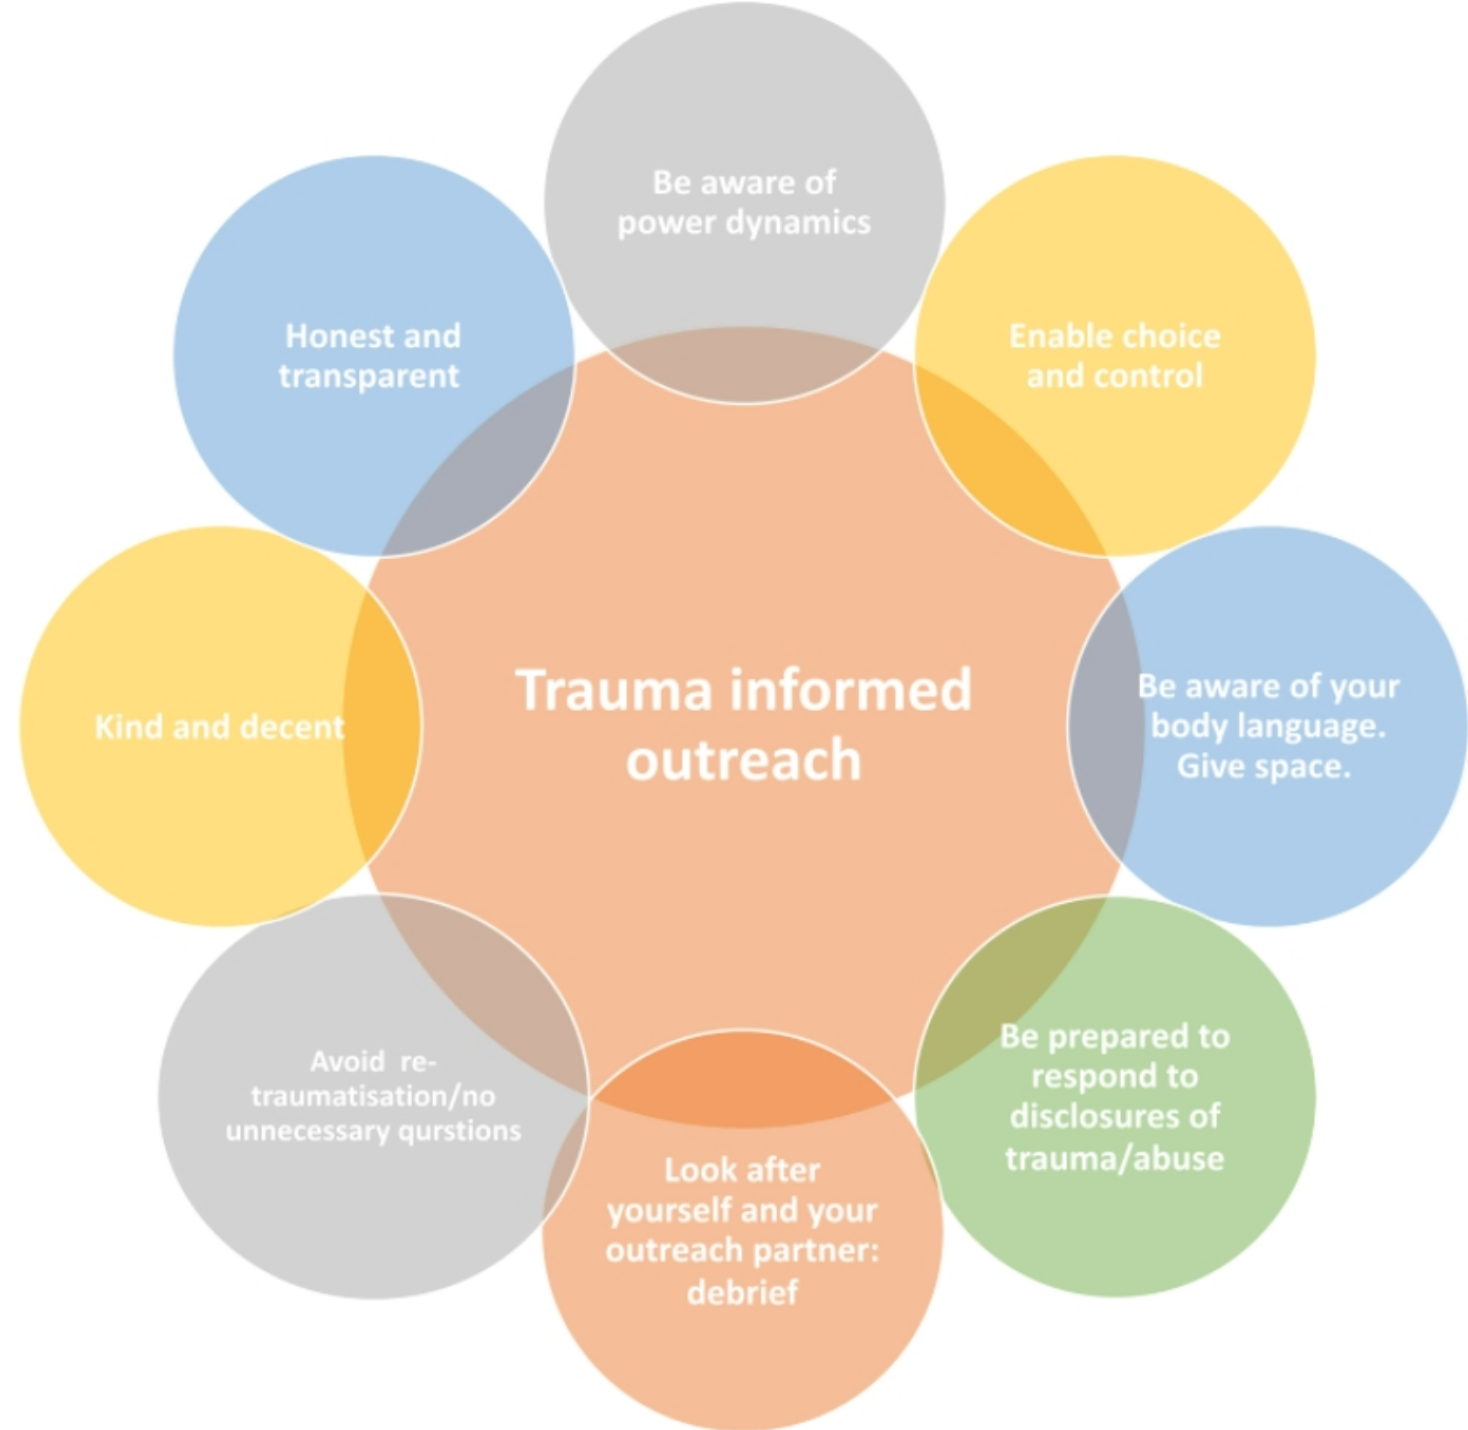 Be aware of
power dynamics
Enable choice
and control
Be aware of your
body language.
Give space.
Be prepared to
respond to
disclosures of
trauma/abuse
Look after
yourself and your
outreach partner:
debrief
Avoid  re-
traumatisation/no
unnecessary qurstions
Kind and decent
Honest and
transparent
Trauma informed
outreach